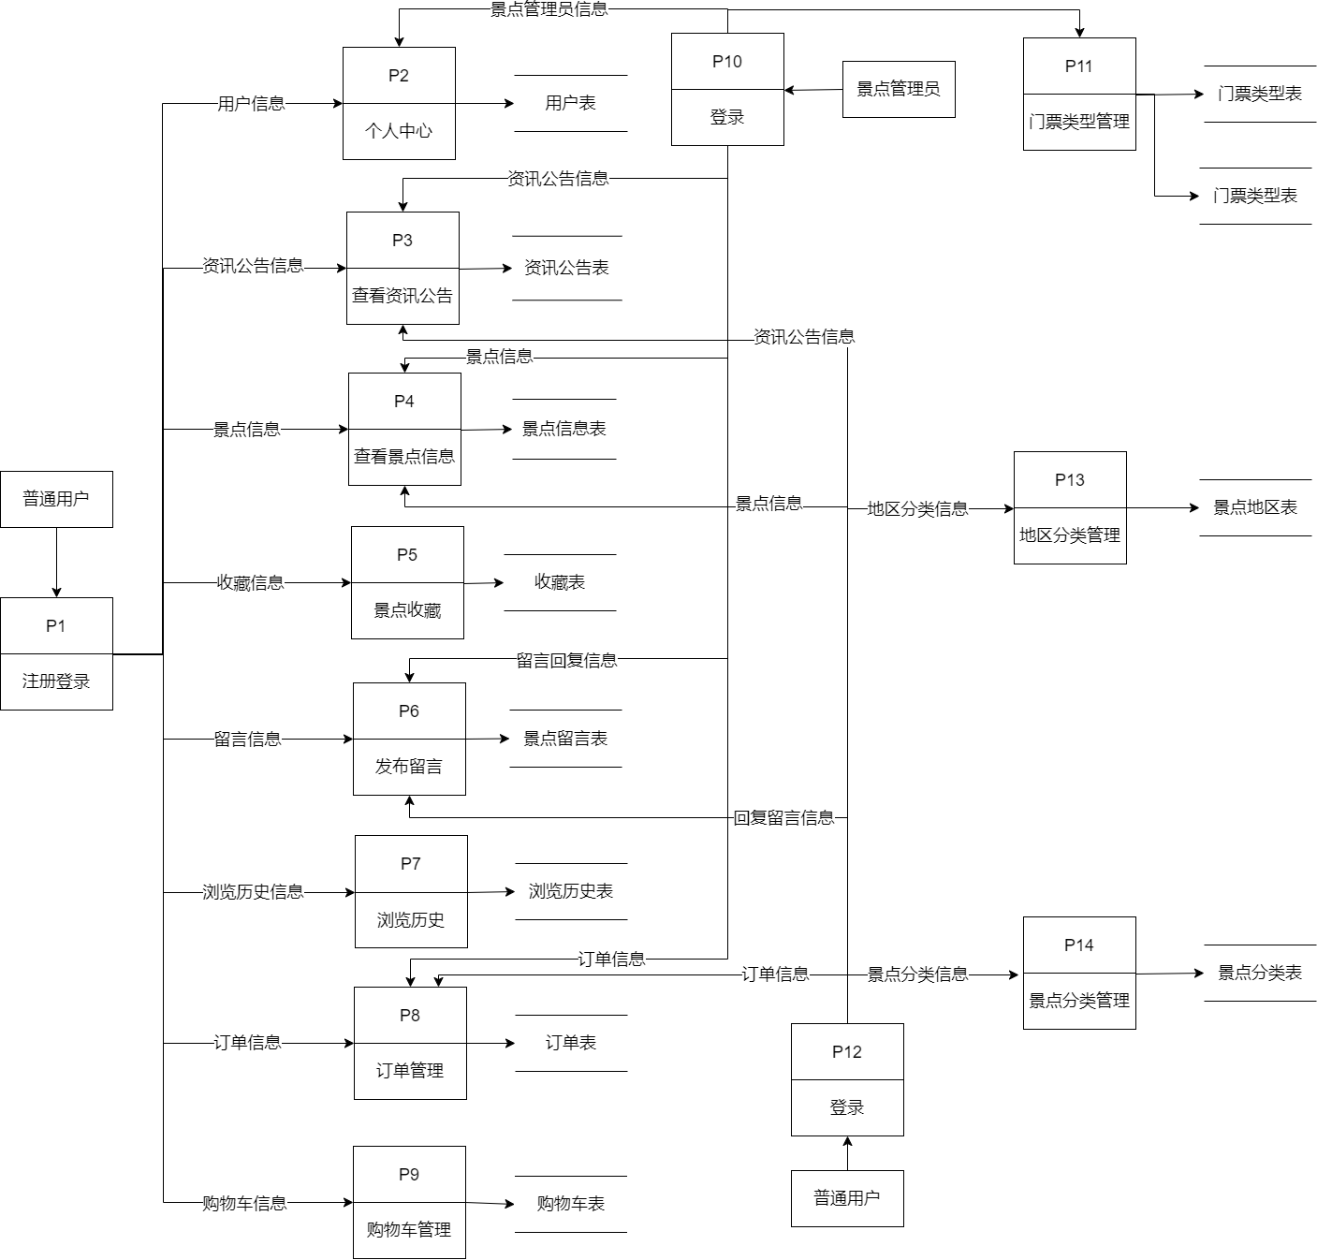 景点管理员信息
P2
个人中心
用户信息
用户表
P10
登录
景点管理员
P11
门票类型管理
门票类型表
门票类型表
资讯公告信息
P3
查看资讯公告
资讯公告信息
资讯公告表
资讯公告信息
景点信息
P4
查看景点信息
景点信息
景点信息表
景点信息
地区分类信息
P13
地区分类管理
景点地区表
普通用户
P1
注册登录
收藏信息
P5
景点收藏
收藏表
留言回复信息
P6
发布留言
留言信息
景点留言表
回复留言信息
P7
浏览历史
浏览历史信息
浏览历史表
订单信息
订单信息
景点分类信息
P14
景点分类管理
景点分类表
P8
订单管理
订单信息
订单表
P12
登录
普通用户
P9
购物车管理
购物车信息
购物车表